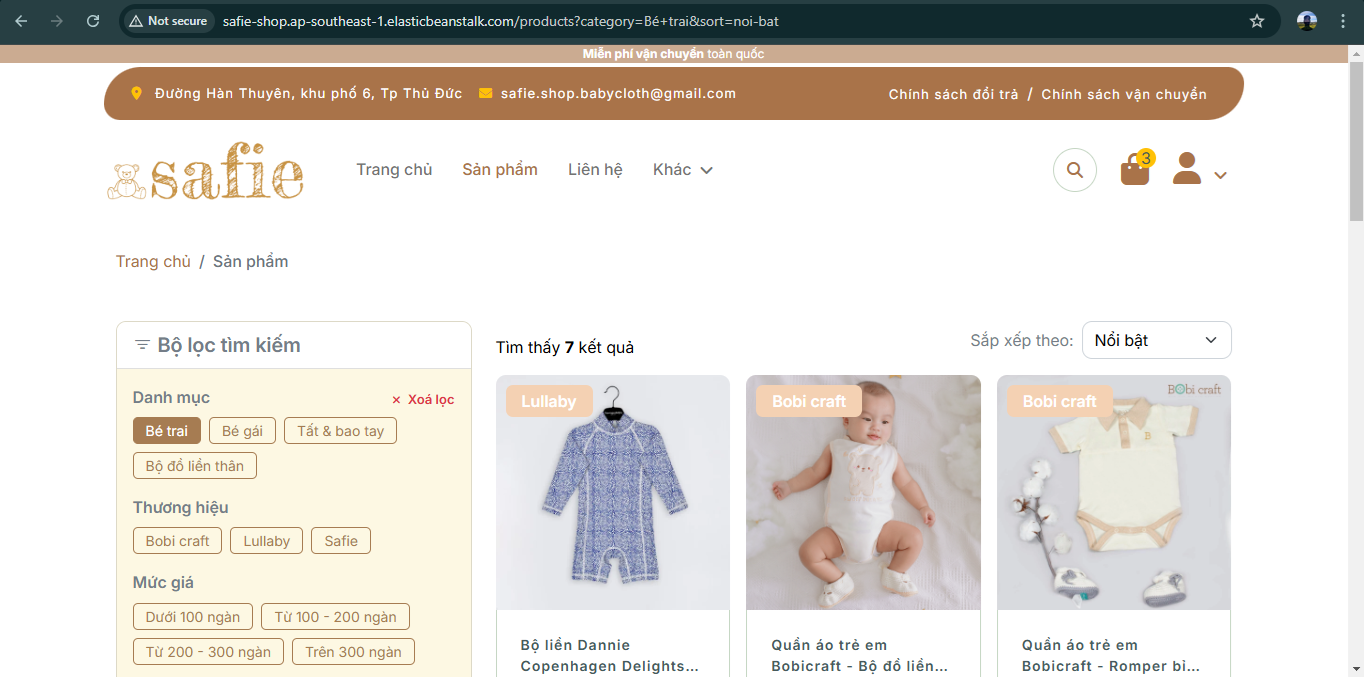 Not secure
safie-shop.ap-southeast-1.elasticbeanstalk.com/products?category=Bé+trai&sort=noi-bat
Miễn phí vận chuyển toàn quốc
Đường Hàn Thuyên, khu phố 6, Tp Thủ Đức
safie.shop.babycloth@gmail.com
Chính sách đổi trả / Chính sách vận chuyển
safie
Trang chủ
Sản phẩm
Liên hệ
Khác
3
Trang chủ / Sản phẩm
Bộ lọc tìm kiếm
Danh mục
× Xoá lọc
Bé trai
Bé gái
Tất & bao tay
Bộ đồ liền thân
Thương hiệu
Bobi craft
Lullaby
Safie
Mức giá
Dưới 100 ngàn
Từ 100 - 200 ngàn
Từ 200 - 300 ngàn
Trên 300 ngàn
Tìm thấy 7 kết quả
Sắp xếp theo:
Nổi bật
Lullaby
Bobi craft
Bobi craft
BObi craft
Bộ liền Dannie
Copenhagen Delights...
Quần áo trẻ em
Bobicraft - Bộ đồ liền...
Quần áo trẻ em
Bobicraft - Romper bi...